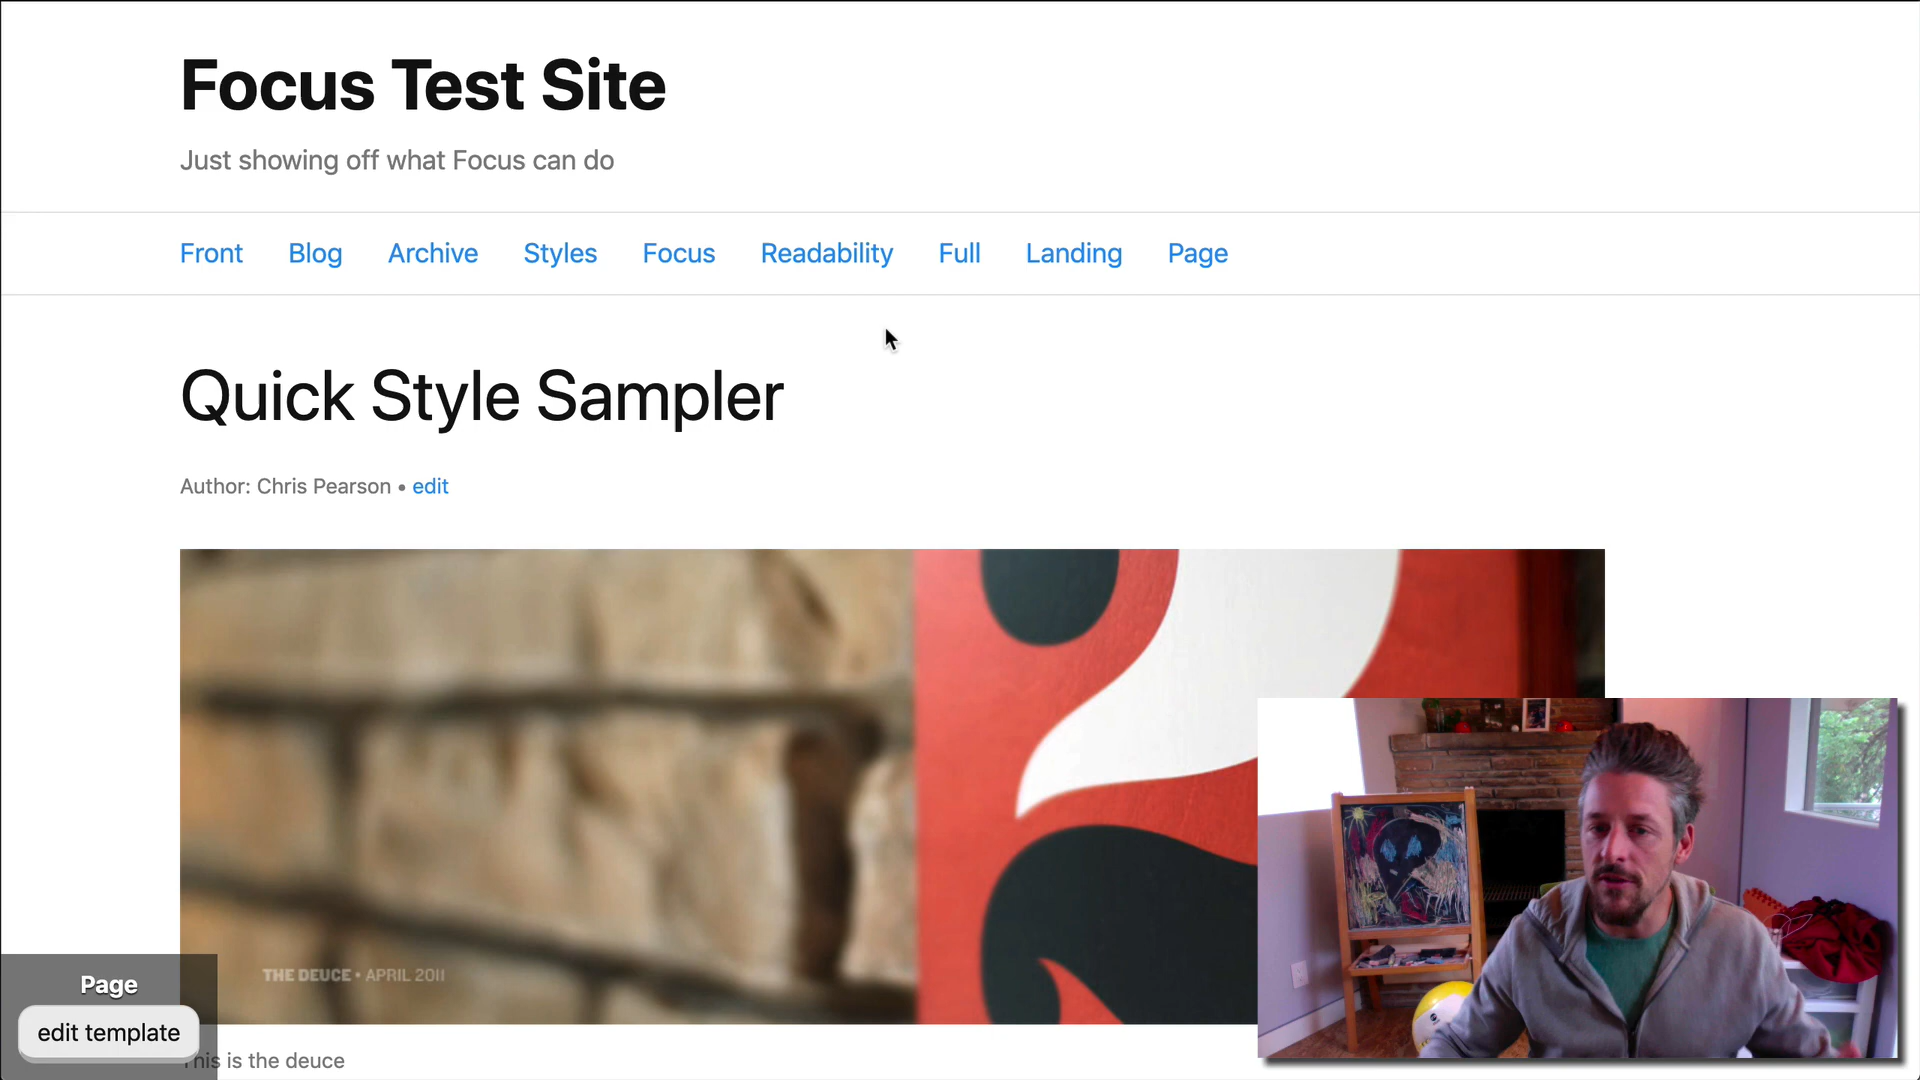 Focus Test Site
Just showing off what Focus can do
Front Blog Archive Styles Focus Readability Full Landing Page
Quick Style Sampler
Author: Chris Pearson • edit
THE DEUCE • APRIL 2011
Page
edit template
This is the deuce